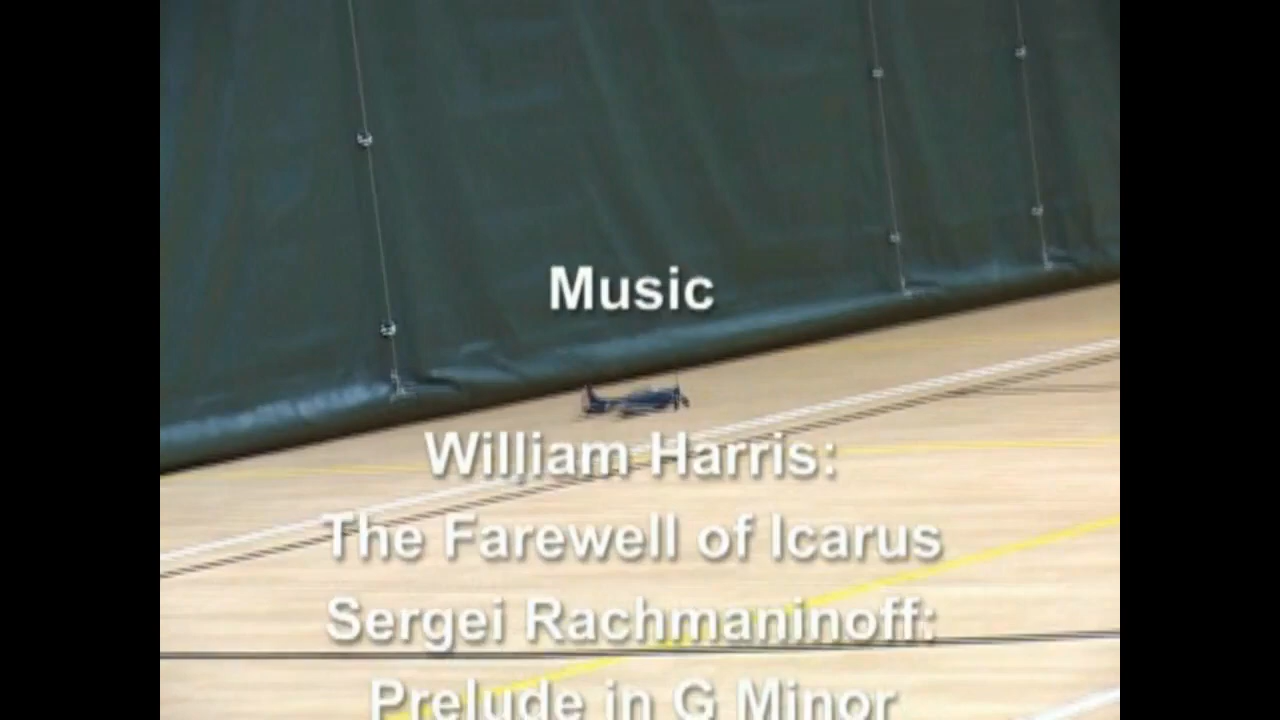 Music
William Harris:
The Farewell of Icarus
Sergei Rachmaninoff:
Prelude in G Minor